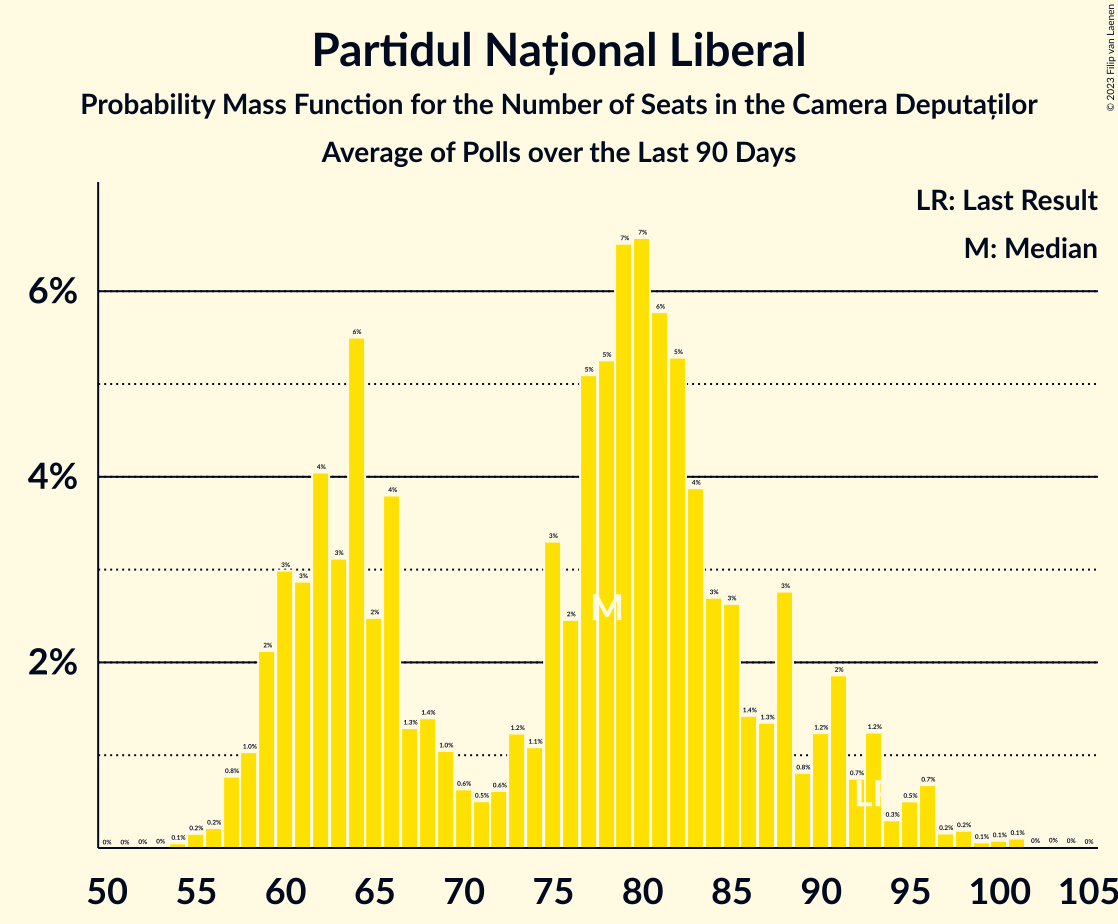 Partidul Național Liberal
Probability Mass Function for the Number of Seats in the Camera Deputaților
Average of Polls over the Last 90 Days
© 2023 Filip van Laenen
LR: Last Result
M: Median
6%
4%
2%
0% 0% 0% 0% 0.1% 0.2% 0.2% 0.8% 1.0% 2% 3% 3% 4% 3% 6% 2% 4% 1.3% 1.4% 1.0% 0.6% 0.5% 0.6% 1.2% 1.1% 3% 2% 5% 5% 7% 7% 6% 5% 4% 3% 3% 1.4% 1.3% 3% 0.8% 1.2% 2% 0.7% 1.2% 0.3% 0.5% 0.7% 0.2% 0.2% 0.1% 0.1% 0.1% 0% 0% 0% 0%
M
LR
50 55 60 65 70 75 80 85 90 95 100 105